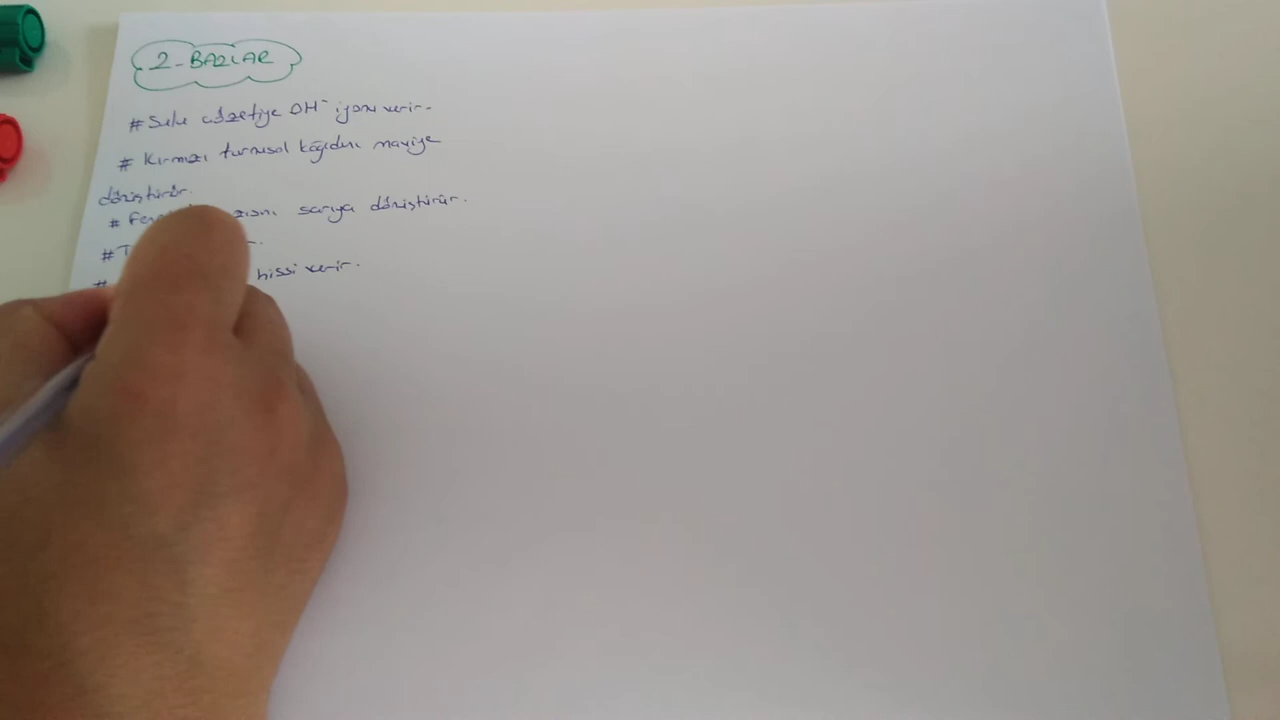 2-BAZLAR
#Sulu çözeltiye OH⁻ iyonu verir.
# Kırmızı turnusol kağıdını maviye
dönüştürür.
# sarıya dönüştürür.
#
# hissi verir.